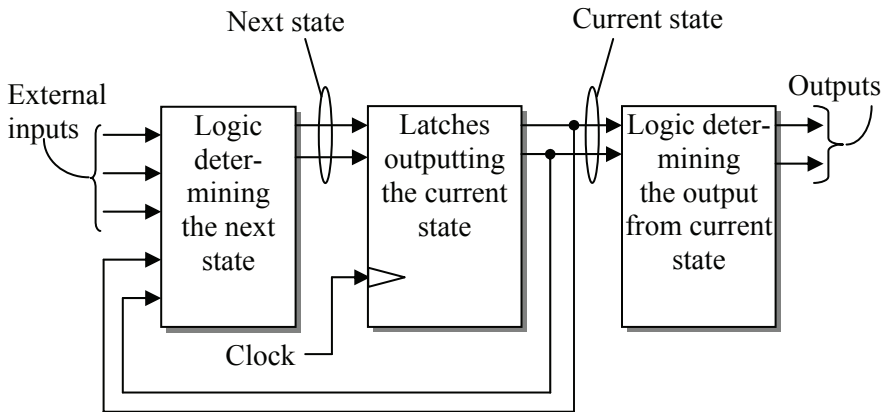 Next state
Current state
External
inputs
Outputs
Logic
deter-
mining
the next
state
Latches
outputting
the current
state
Logic deter-
mining
the output
from current
state
Clock